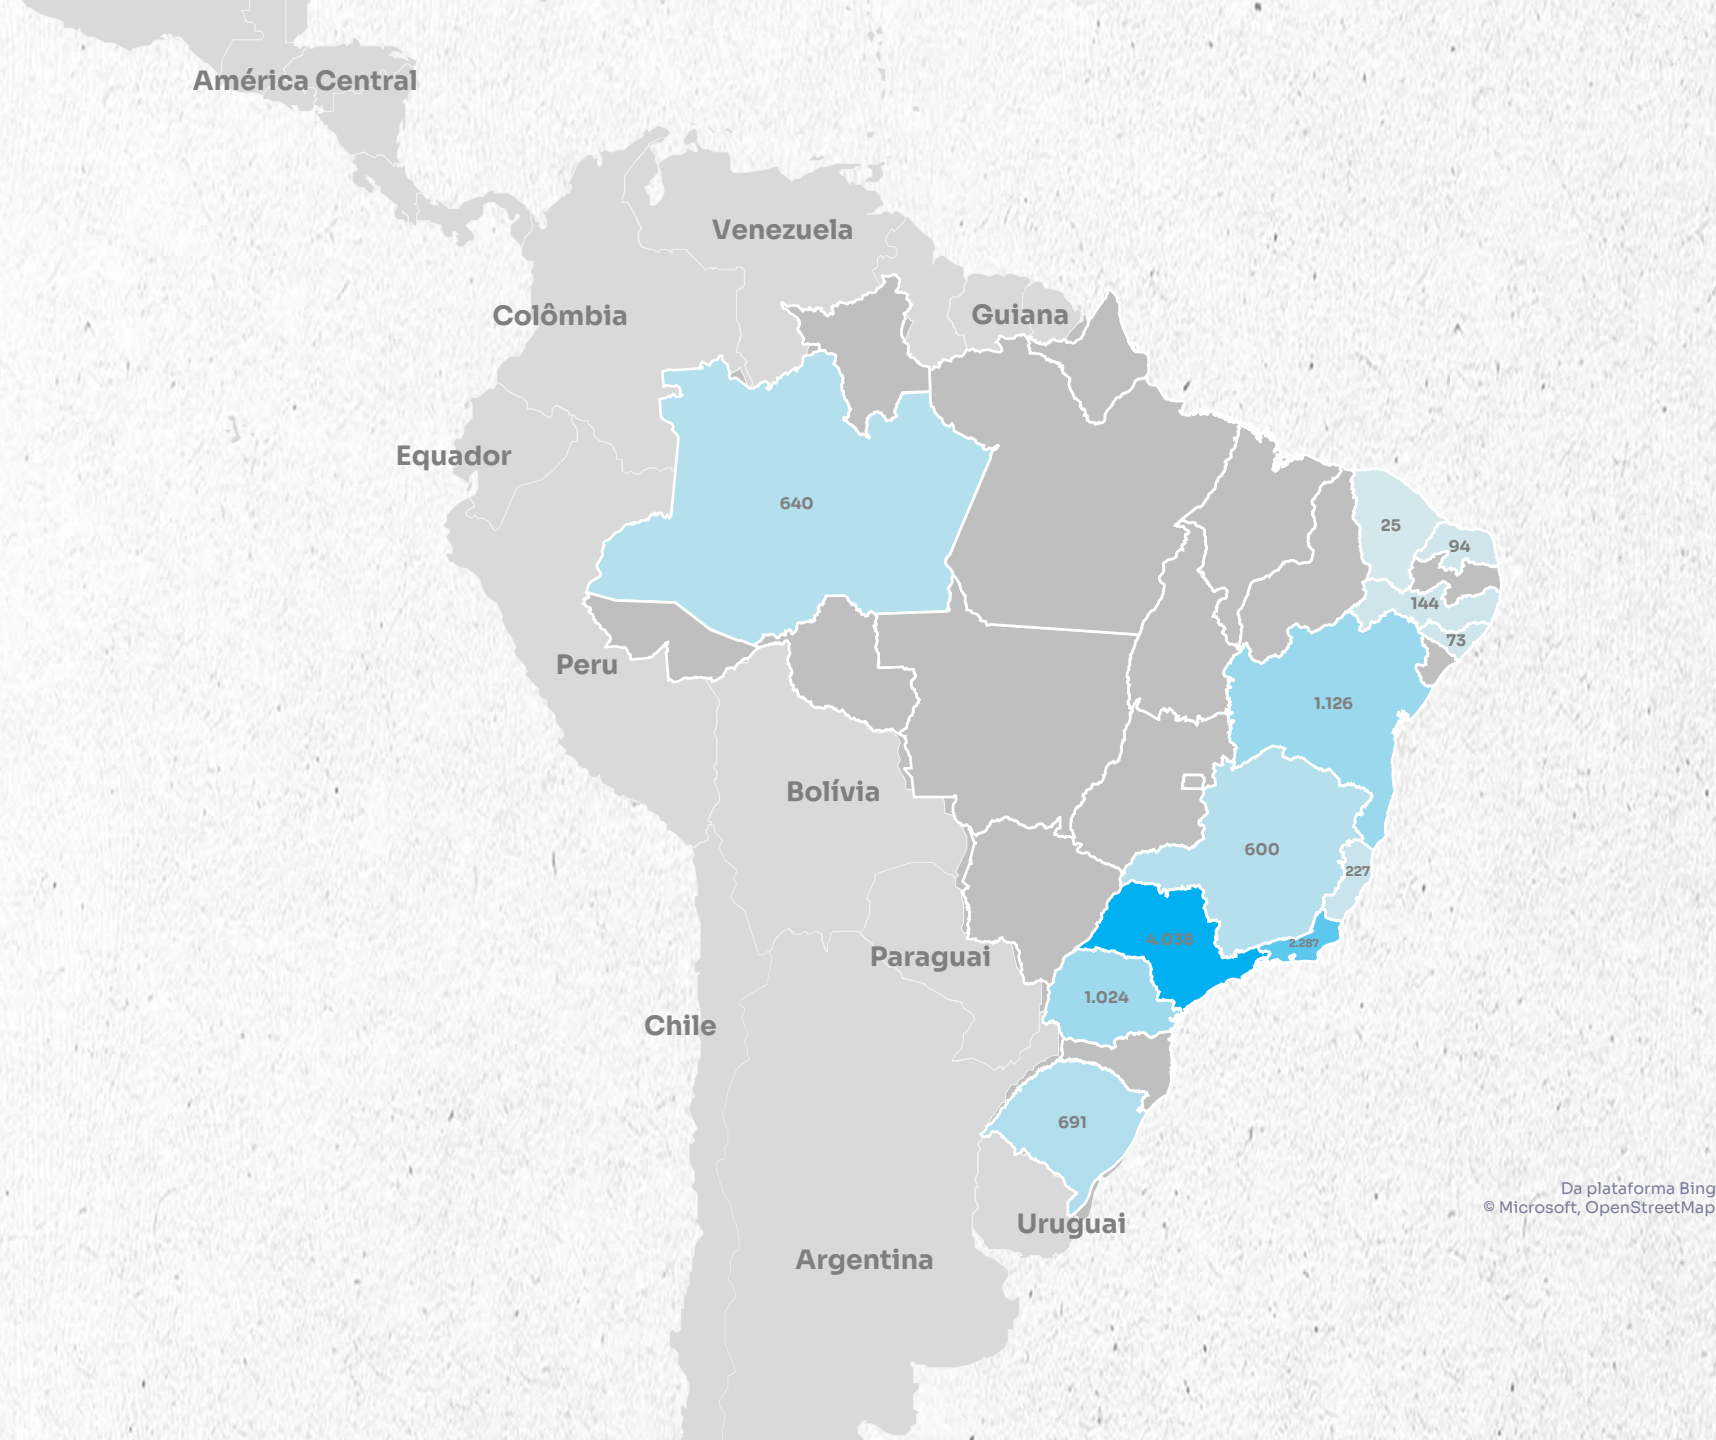 América Central
Venezuela
Colômbia
Guiana
Equador
640
25
94
144
73
Peru
1.126
Bolívia
600
227
4.038
2.287
Paraguai
1.024
Chile
691
Da plataforma Bing
© Microsoft, OpenStreetMap
Uruguai
Argentina